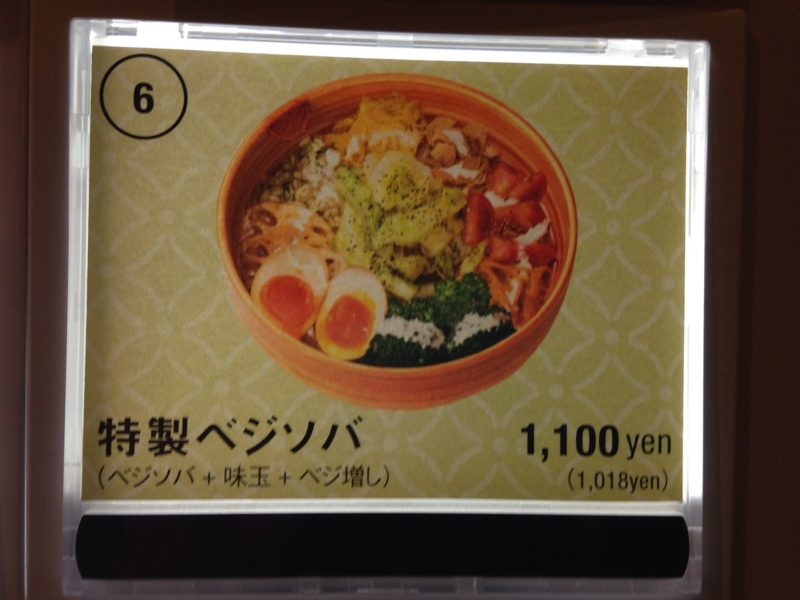 6
特製ベジソバ 1,100 yen
(ベジソバ + 味玉 + ベジ増し) (1,018yen)